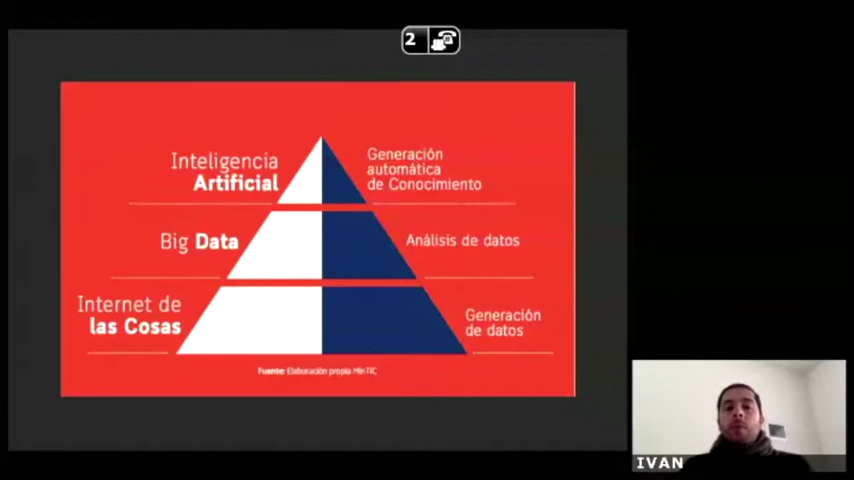 2
Inteligencia
Artificial
Generación
automática
de Conocimiento
Big Data
Análisis de datos
Internet de
las Cosas
Generación
de datos
Fuente: Elaboración propia MinTIC
IVAN